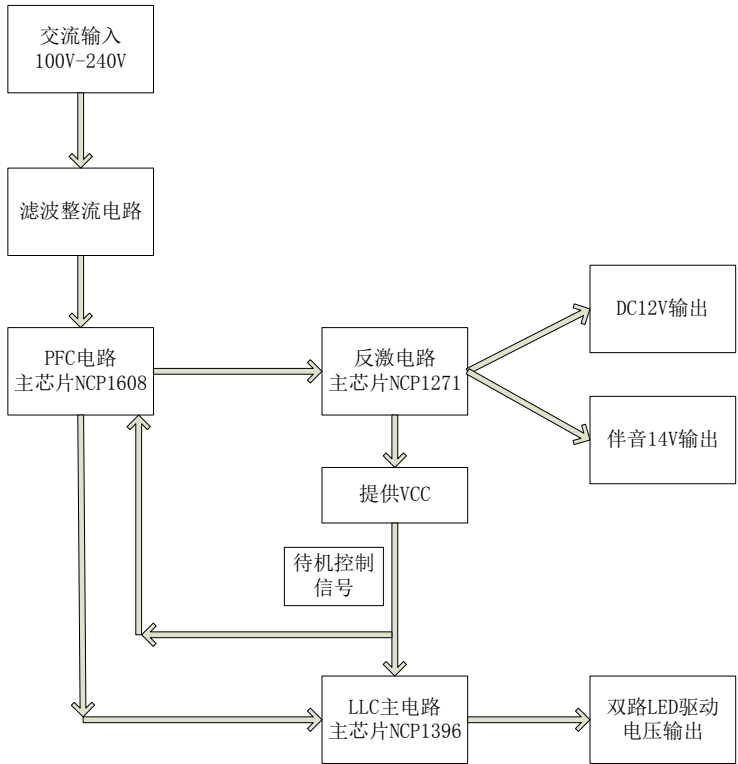 交流输入
100V-240V
滤波整流电路
PFC电路
主芯片NCP1608
反激电路
主芯片NCP1271
DC12V输出
伴音14V输出
提供VCC
待机控制
信号
LLC主电路
主芯片NCP1396
双路LED驱动
电压输出